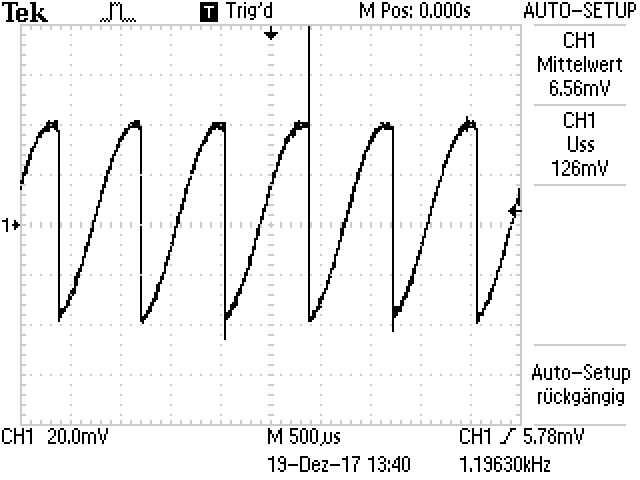 Tek T Trig'd M Pos: 0.000s AUTO-SETUP
CH1
Mittelwert
6.56mV
CH1
Uss
126mV
1
Auto-Setup
rückgängig
CH1 20.0mV M 500µs CH1 5.78mV
19-Dez-17 13:40 1.19630kHz